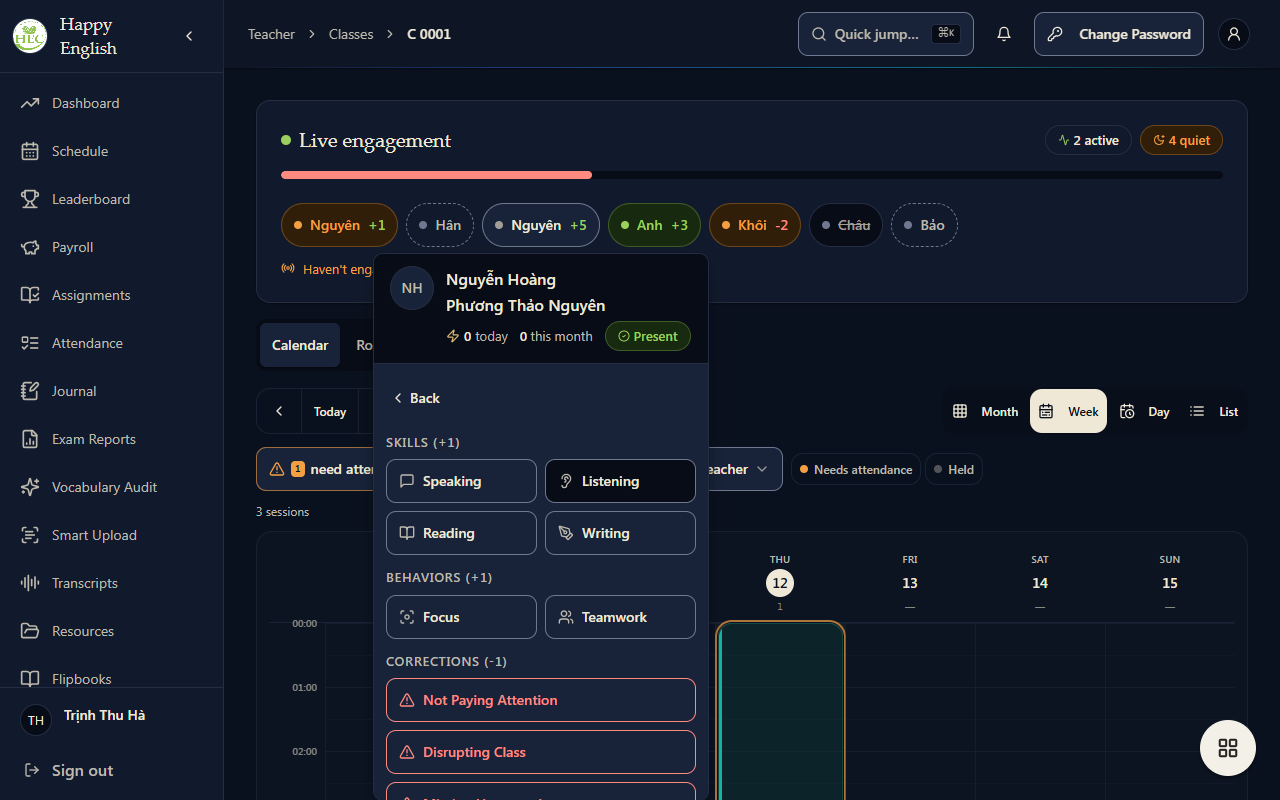 HEC
Happy English
Teacher > Classes > C 0001
Quick jump... ⌘K
Change Password
Dashboard
Schedule
Leaderboard
Payroll
Assignments
Attendance
Journal
Exam Reports
Vocabulary Audit
Smart Upload
Transcripts
Resources
Flipbooks
TH Trịnh Thu Hà
Sign out
Live engagement
2 active
4 quiet
Nguyên +1
Hân
Nguyên +5
Anh +3
Khôi -2
Châu
Bảo
Haven't eng
NH
Nguyễn Hoàng
Phương Thảo Nguyên
0 today 0 this month Present
Back
SKILLS (+1)
Speaking
Listening
Reading
Writing
BEHAVIORS (+1)
Focus
Teamwork
CORRECTIONS (-1)
Not Paying Attention
Disrupting Class
Calendar
Ro
Today
Month
Week
Day
List
1 need atte
eacher
Needs attendance
Held
3 sessions
THU
12
1
FRI
13
—
SAT
14
—
SUN
15
—
00:00
01:00
02:00